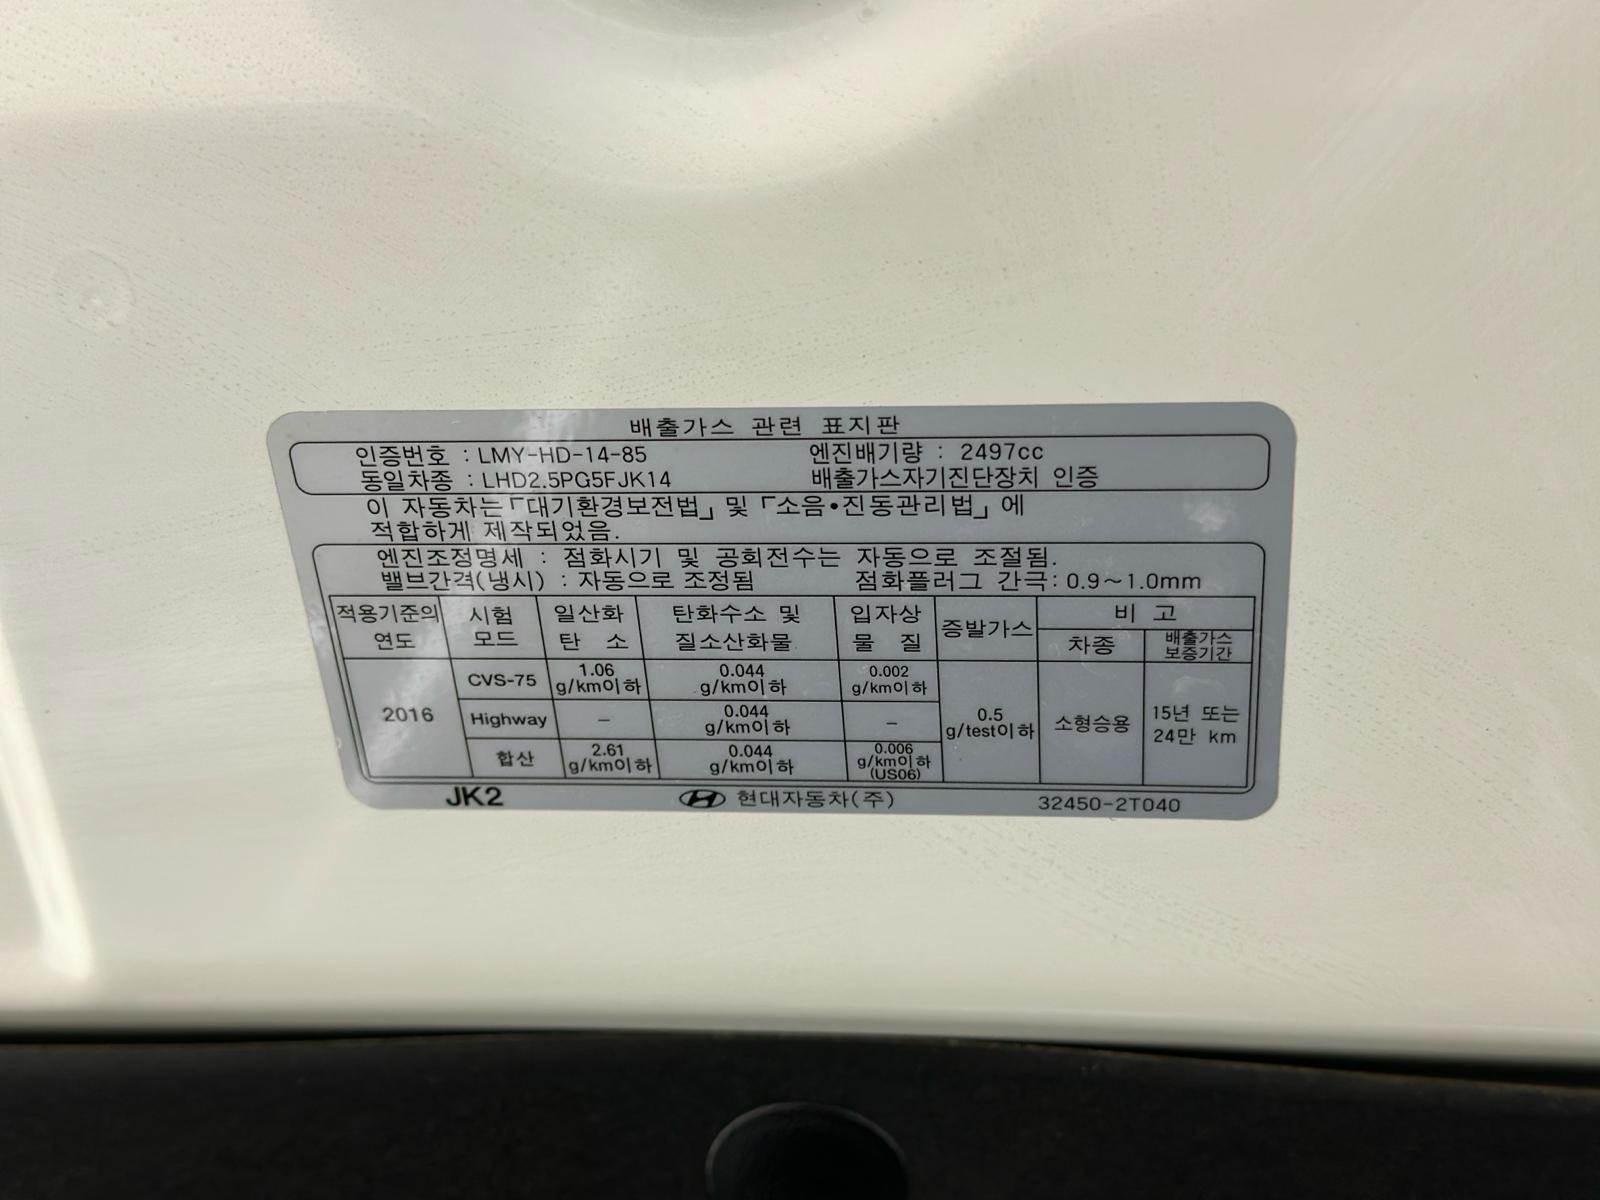 배출가스 관련 표지판
인증번호 : LMY-HD-14-85 엔진배기량 : 2497cc
동일차종 : LHD2.5PG5FJK14 배출가스자기진단장치 인증
이 자동차는「대기환경보전법」및「소음•진동관리법」에
적합하게 제작되었음.
엔진조정명세 : 점화시기 및 공회전수는 자동으로 조절됨.
밸브간격(냉시) : 자동으로 조정됨 점화플러그 간극: 0.9~1.0mm
적용기준의 연도 시험 모드 일산화 탄 소 탄화수소 및 질소산화물 입자상 물 질 증발가스 비 고
차종 배출가스 보증기간
2016 CVS-75 1.06 g/km이하 0.044 g/km이하 0.002 g/km이하 0.5 g/test이하 소형승용 15년 또는 24만 km
Highway – 0.044 g/km이하 –
합산 2.61 g/km이하 0.044 g/km이하 0.006 g/km이하 (US06)
JK2 현대자동차(주) 32450-2T040